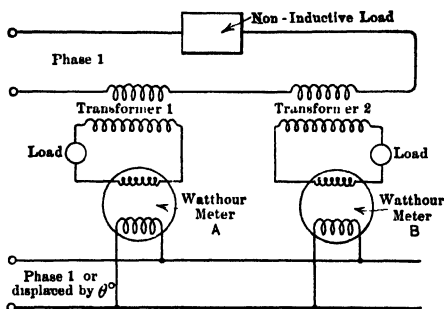 Non-Inductive Load
Phase 1
Transformer 1
Transformer 2
Load
Load
Watthour
Meter
A
Watthour
Meter
B
Phase 1 or
displaced by θ°